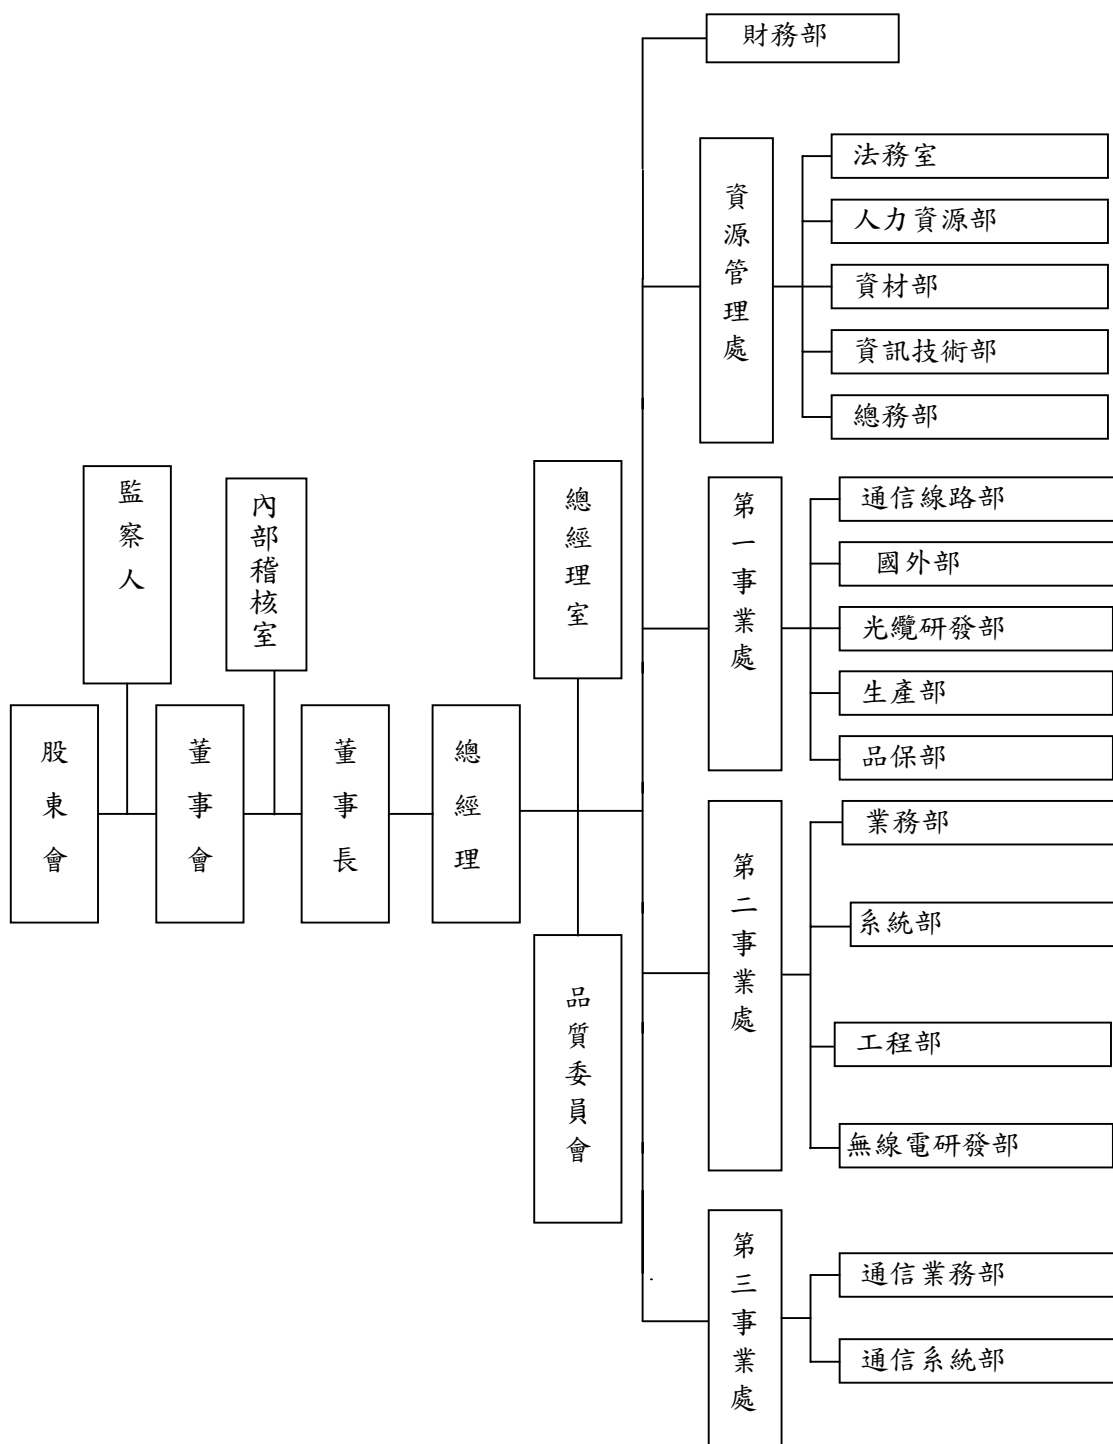 財務部
資源管理處
法務室
人力資源部
資材部
資訊技術部
總務部
監察人
內部稽核室
總經理室
股東會
董事會
董事長
總經理
品質委員會
第一事業處
通信線路部
國外部
光纜研發部
生產部
品保部
第二事業處
業務部
系統部
工程部
無線電研發部
第三事業處
通信業務部
通信系統部